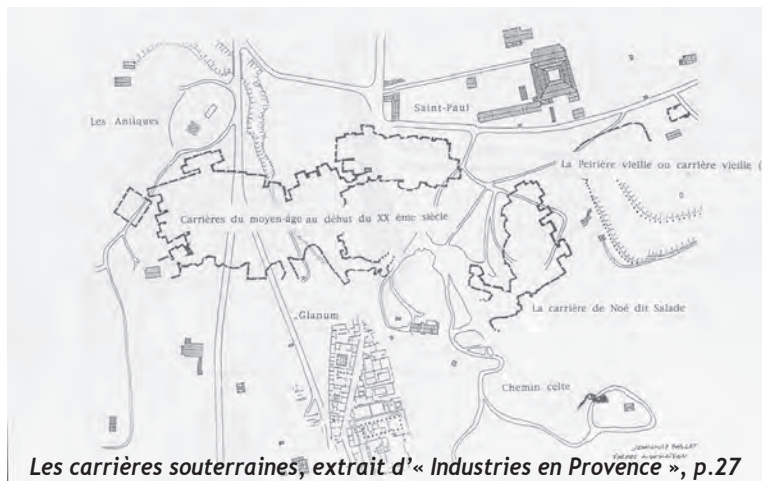 Saint-Paul
Les Antiques
La Peirière vieille ou carrière vieille (
Carrières du moyen-âge au début du XX ème siècle
La carrière de Noé dit Salade
Glanum
Chemin celte
Les carrières souterraines, extrait d'« Industries en Provence », p.27